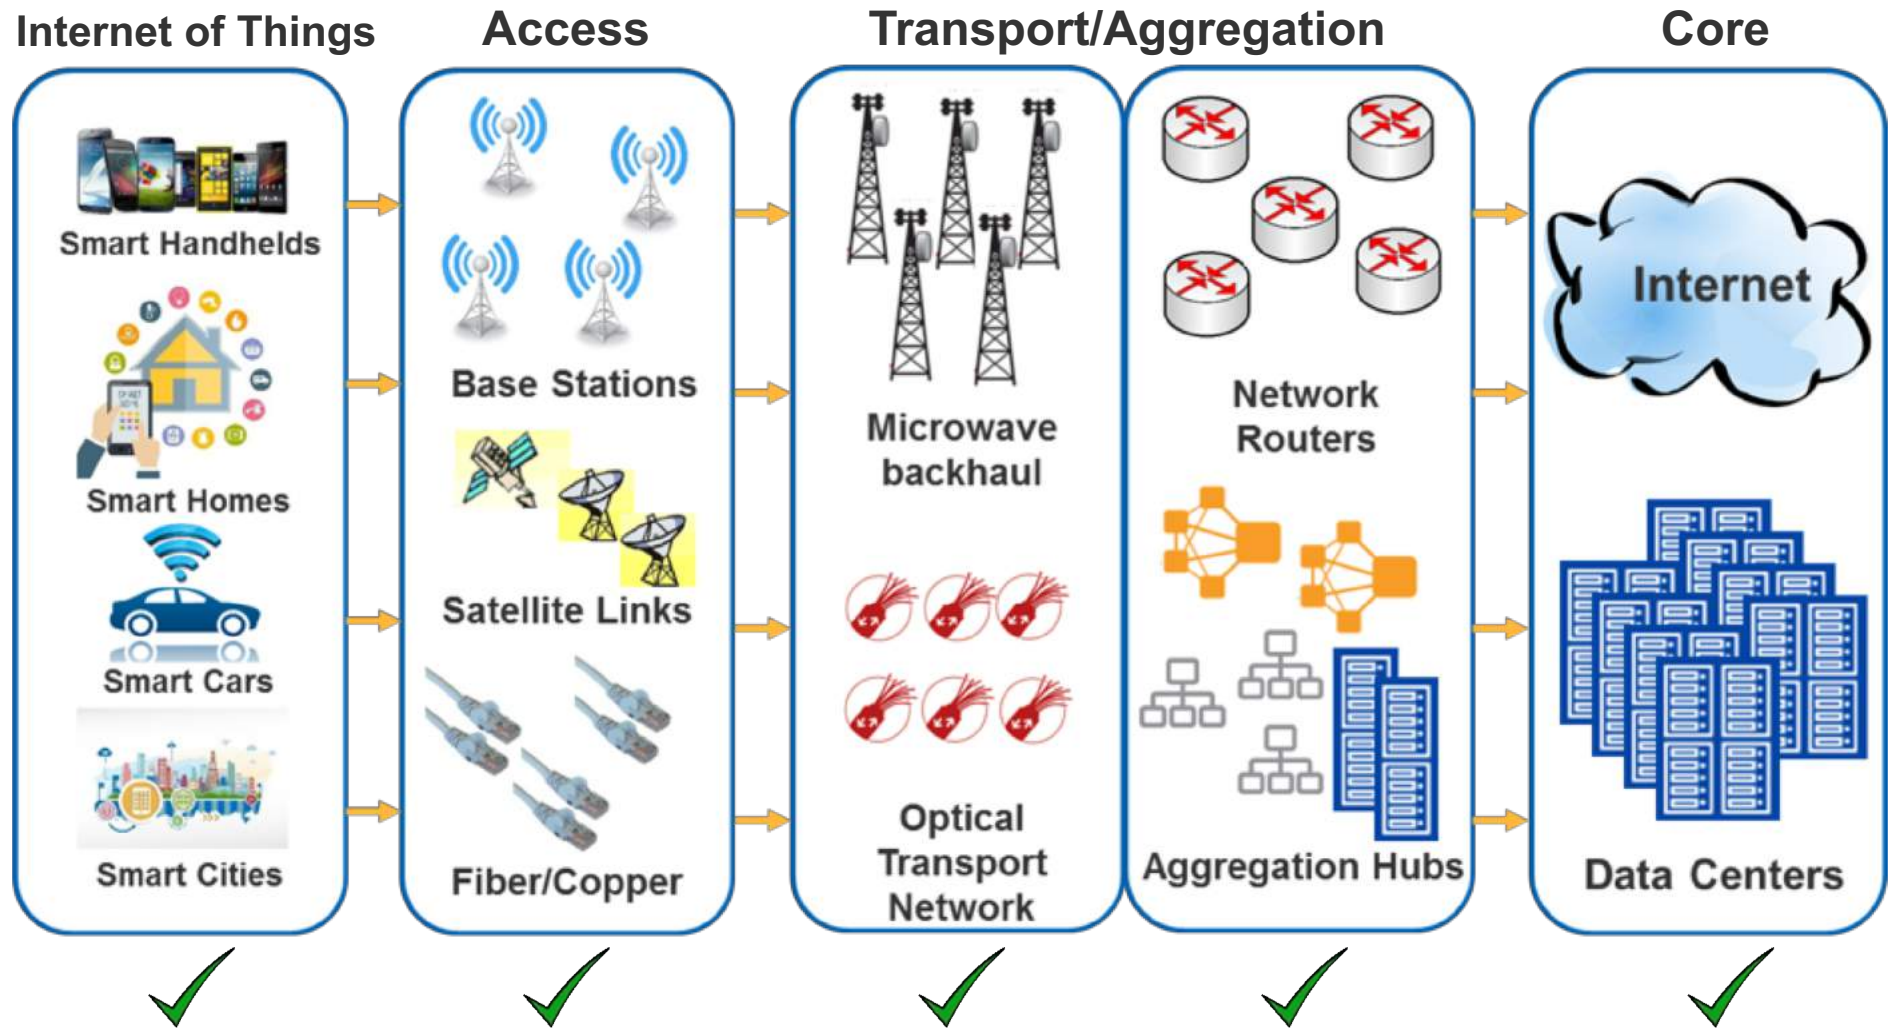 Internet of Things
Access
Transport/Aggregation
Core
Smart Handhelds
Smart Homes
Smart Cars
Smart Cities
Base Stations
Satellite Links
Fiber/Copper
Microwave
backhaul
Optical
Transport
Network
Network
Routers
Aggregation Hubs
Internet
Data Centers